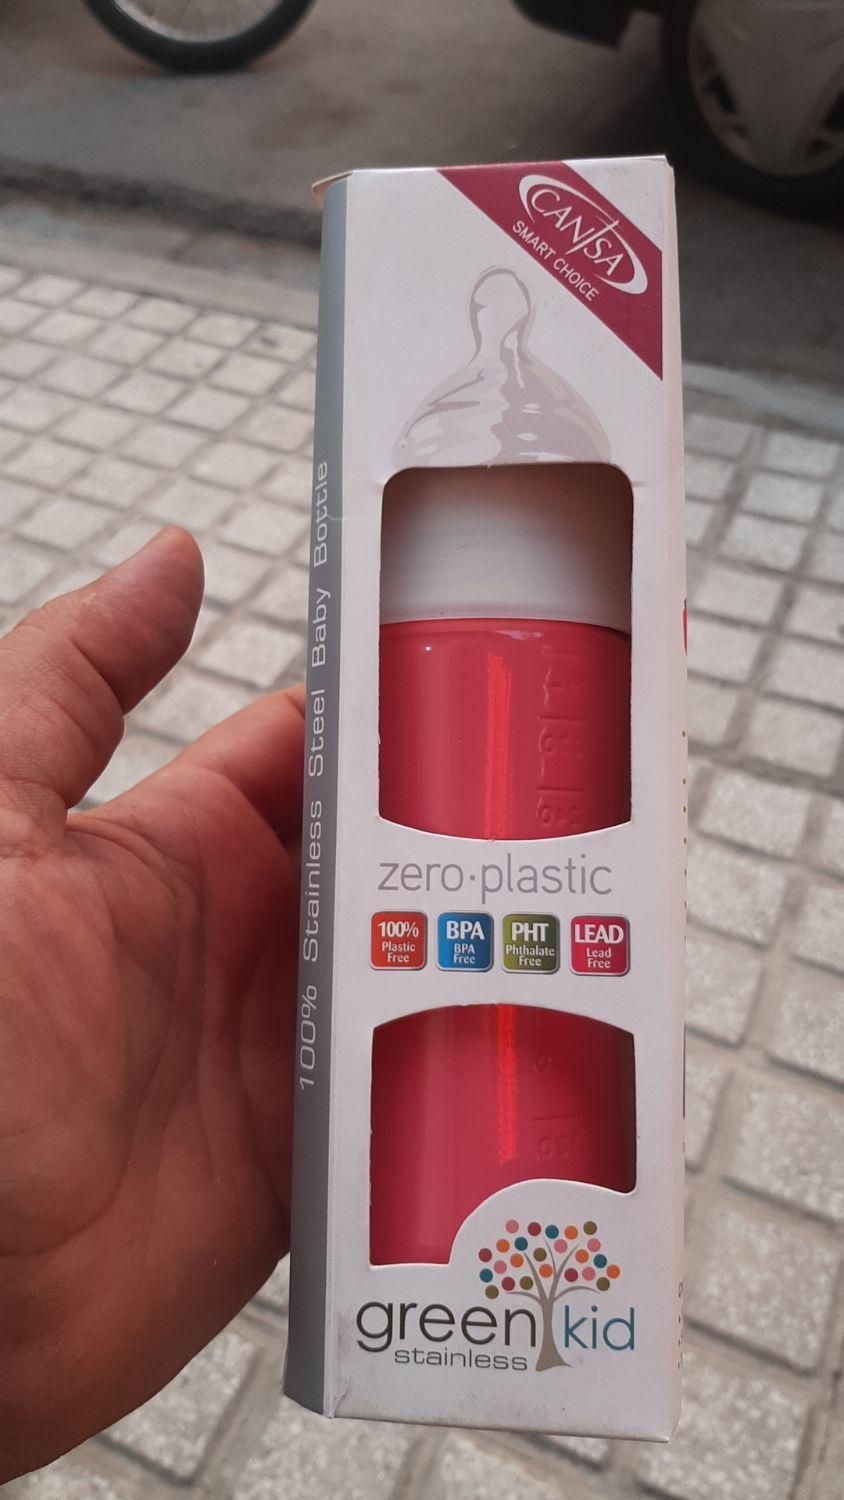 CANSA
SMART CHOICE
100% Stainless Steel Baby Bottle
zero·plastic
100%
Plastic
Free
BPA
BPA
Free
PHT
Phthalate
Free
LEAD
Lead
Free
green kid
stainless